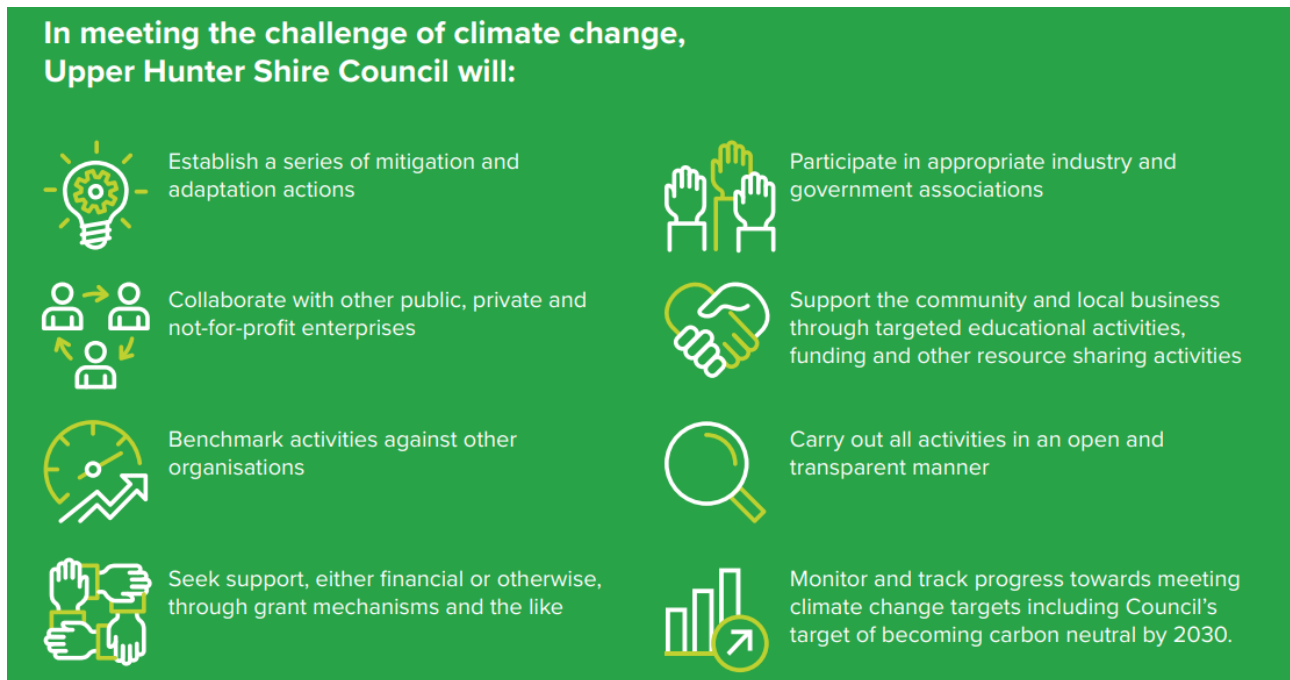 In meeting the challenge of climate change,
Upper Hunter Shire Council will:
Establish a series of mitigation and
adaptation actions
Collaborate with other public, private and
not-for-profit enterprises
Benchmark activities against other
organisations
Seek support, either financial or otherwise,
through grant mechanisms and the like
Participate in appropriate industry and
government associations
Support the community and local business
through targeted educational activities,
funding and other resource sharing activities
Carry out all activities in an open and
transparent manner
Monitor and track progress towards meeting
climate change targets including Council's
target of becoming carbon neutral by 2030.